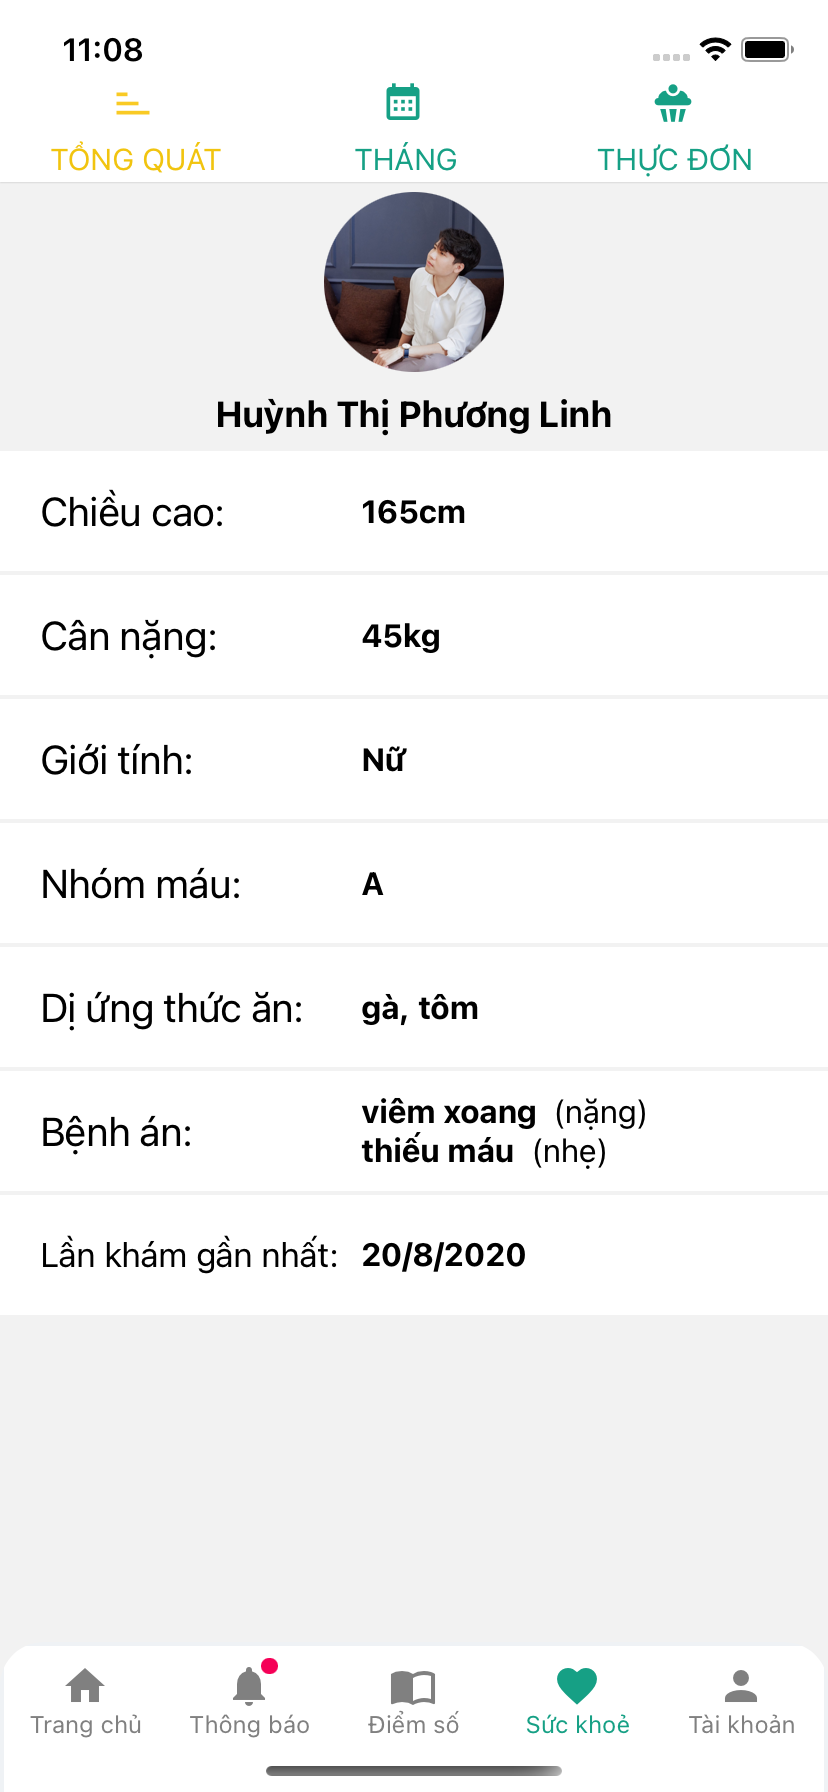 11:08
TỔNG QUÁT THÁNG THỰC ĐƠN
Huỳnh Thị Phương Linh
Chiều cao: 165cm
Cân nặng: 45kg
Giới tính: Nữ
Nhóm máu: A
Dị ứng thức ăn: gà, tôm
Bệnh án: viêm xoang (nặng)
thiếu máu (nhẹ)
Lần khám gần nhất: 20/8/2020
Trang chủ Thông báo Điểm số Sức khoẻ Tài khoản